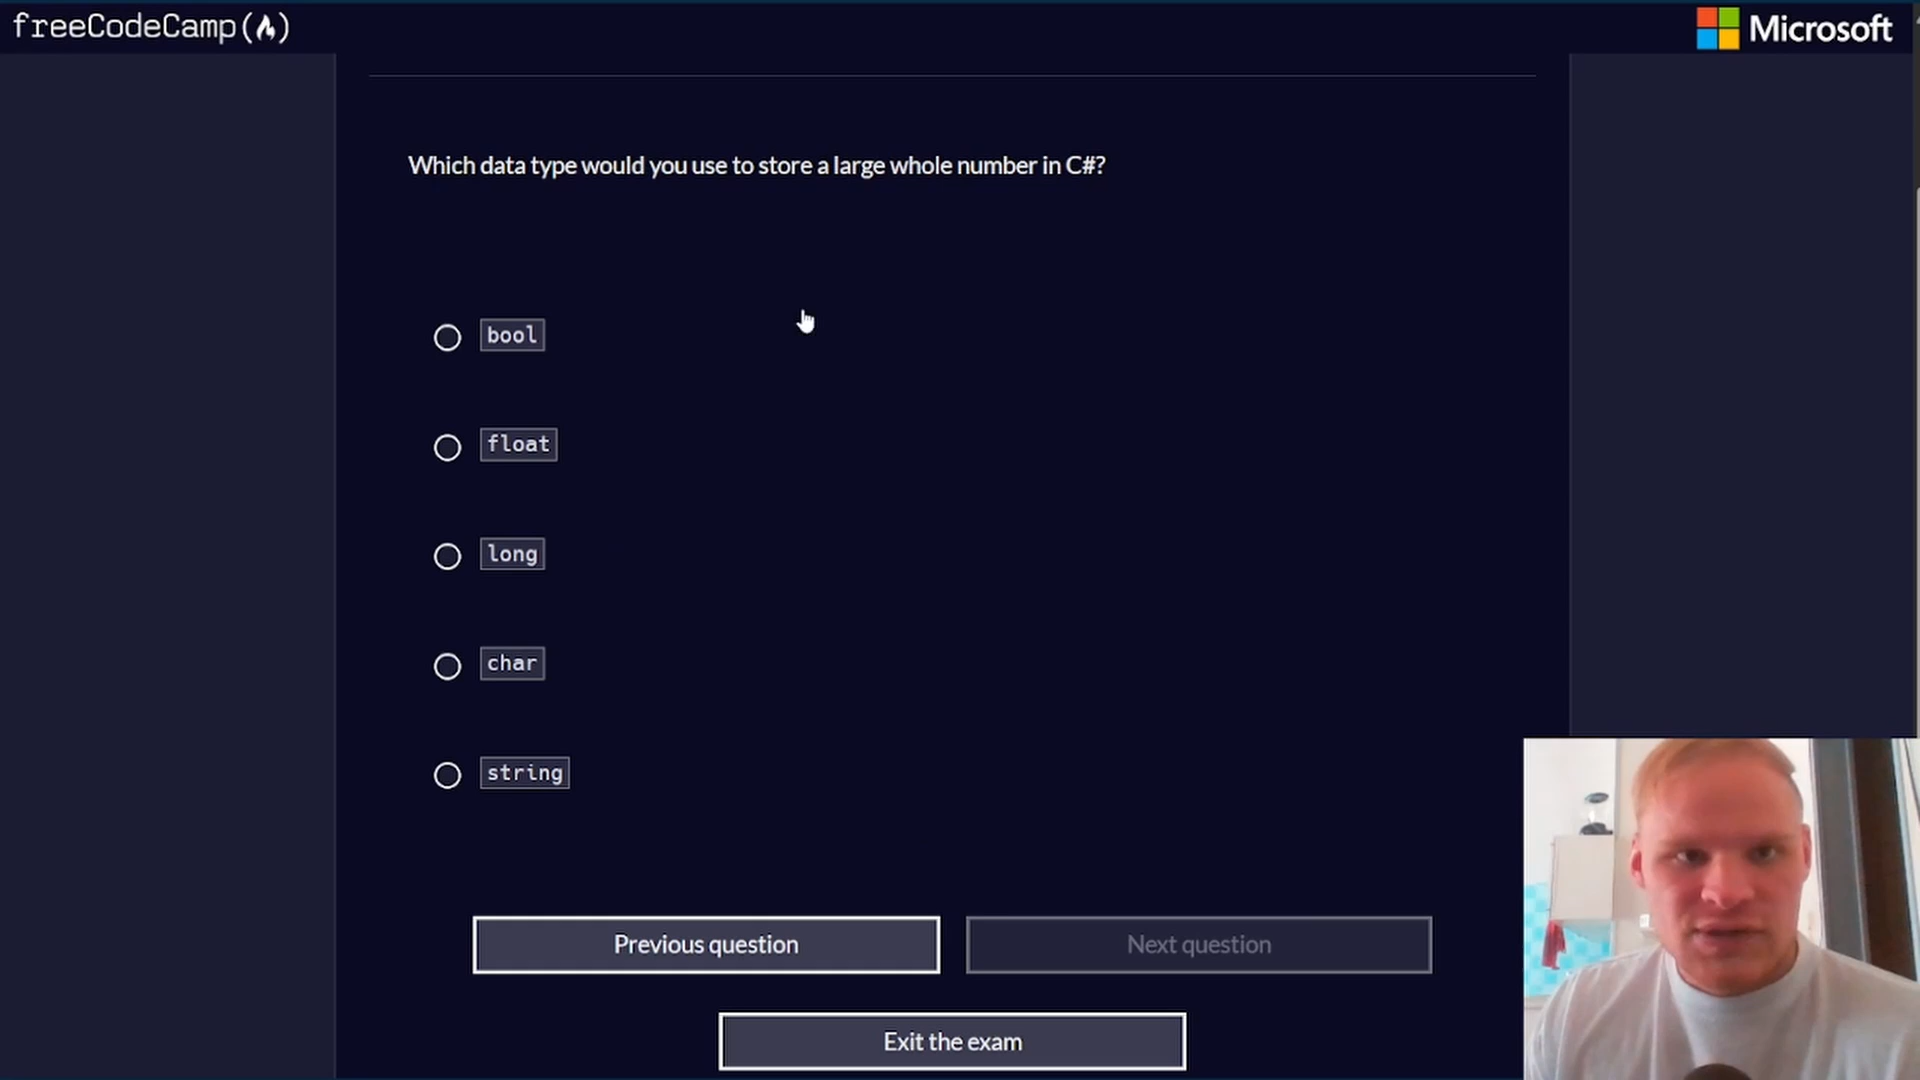 freeCodeCamp
Microsoft
Which data type would you use to store a large whole number in C#?
bool
float
long
char
string
Previous question
Next question
Exit the exam